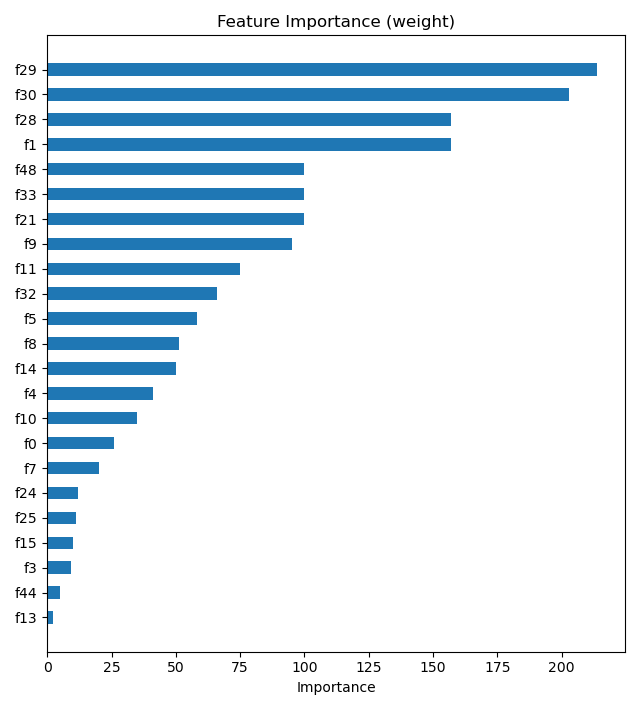 Feature Importance (weight)
f29
f30
f28
f1
f48
f33
f21
f9
f11
f32
f5
f8
f14
f4
f10
f0
f7
f24
f25
f15
f3
f44
f13
0 25 50 75 100 125 150 175 200
Importance